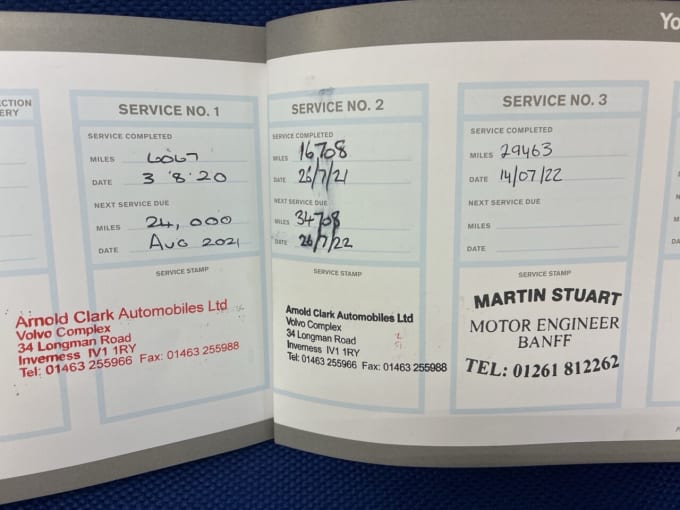 Yo
CTION
ERY
SERVICE NO. 1
SERVICE COMPLETED
MILES 6067
DATE 3 8 20
NEXT SERVICE DUE
MILES 24,000
DATE AUG 2021
SERVICE STAMP
Arnold Clark Automobiles Ltd
Volvo Complex
34 Longman Road
Inverness IV1 1RY
Tel: 01463 255966 Fax: 01463 255988
SERVICE NO. 2
SERVICE COMPLETED
MILES 16708
DATE 26/7/21
NEXT SERVICE DUE
MILES 34708
DATE 26/7/22
SERVICE STAMP
Arnold Clark Automobiles Ltd
Volvo Complex
34 Longman Road
Inverness IV1 1RY
Tel: 01463 255966 Fax: 01463 255988
SERVICE NO. 3
SERVICE COMPLETED
MILES 29463
DATE 14/07/22
NEXT SERVICE DUE
MILES
DATE
SERVICE STAMP
MARTIN STUART
MOTOR ENGINEER
BANFF
TEL: 01261 812262